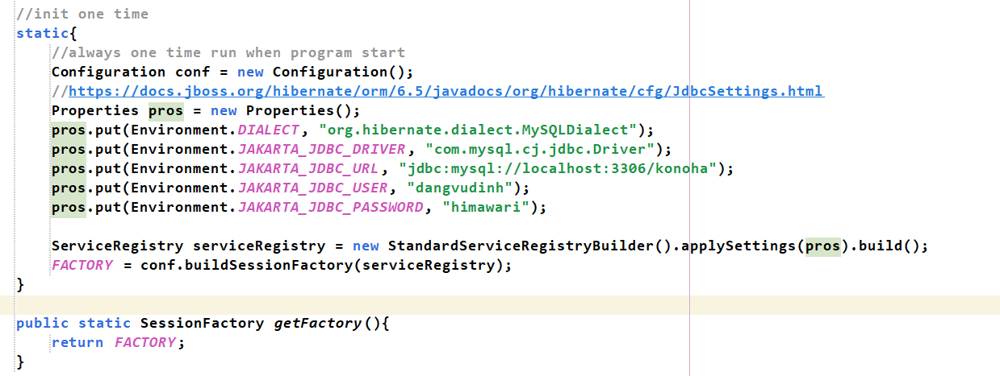 //init one time
static{
//always one time run when program start
Configuration conf = new Configuration();
//https://docs.jboss.org/hibernate/orm/6.5/javadocs/org/hibernate/cfg/JdbcSettings.html
Properties pros = new Properties();
pros.put(Environment.DIALECT, "org.hibernate.dialect.MySQLDialect");
pros.put(Environment.JAKARTA_JDBC_DRIVER, "com.mysql.cj.jdbc.Driver");
pros.put(Environment.JAKARTA_JDBC_URL, "jdbc:mysql://localhost:3306/konoha");
pros.put(Environment.JAKARTA_JDBC_USER, "dangvudinh");
pros.put(Environment.JAKARTA_JDBC_PASSWORD, "himawari");
ServiceRegistry serviceRegistry = new StandardServiceRegistryBuilder().applySettings(pros).build();
FACTORY = conf.buildSessionFactory(serviceRegistry);
}
public static SessionFactory getFactory(){
return FACTORY;
}